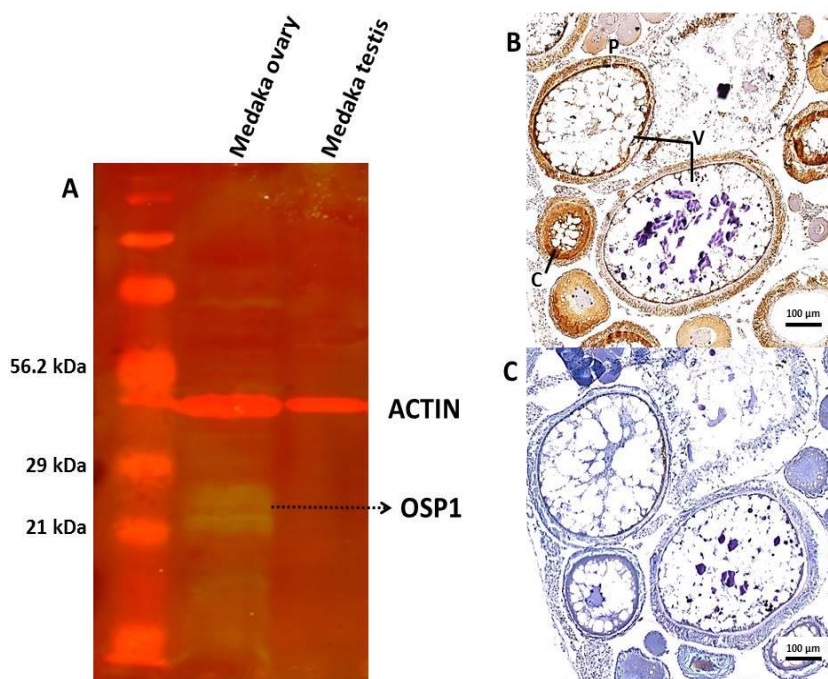 Medaka ovary
Medaka testis
A
56.2 kDa
29 kDa
21 kDa
ACTIN
OSP1
B
P
V
C
100 µm
C
100 µm